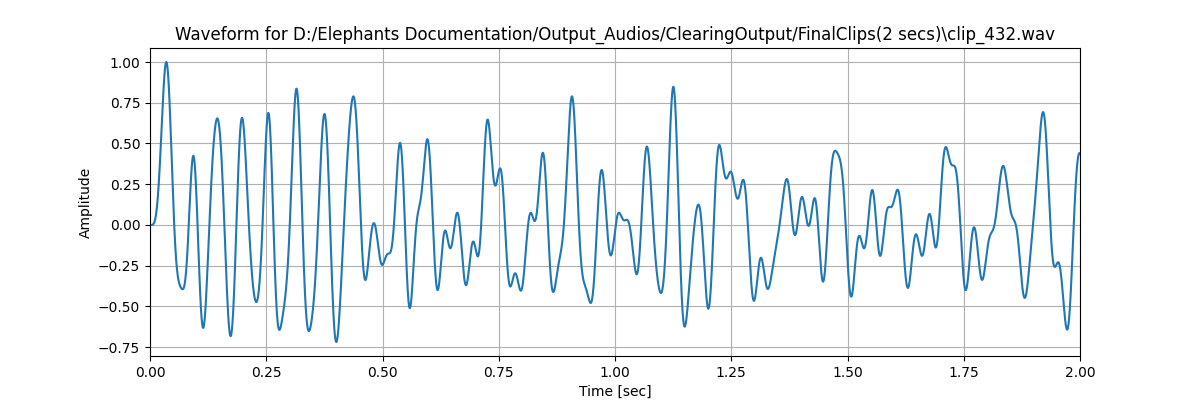 Waveform for D:/Elephants Documentation/Output_Audios/ClearingOutput/FinalClips(2 secs)\clip_432.wav
1.00
0.75
0.50
0.25
0.00
−0.25
−0.50
−0.75
Amplitude
0.00 0.25 0.50 0.75 1.00 1.25 1.50 1.75 2.00
Time [sec]